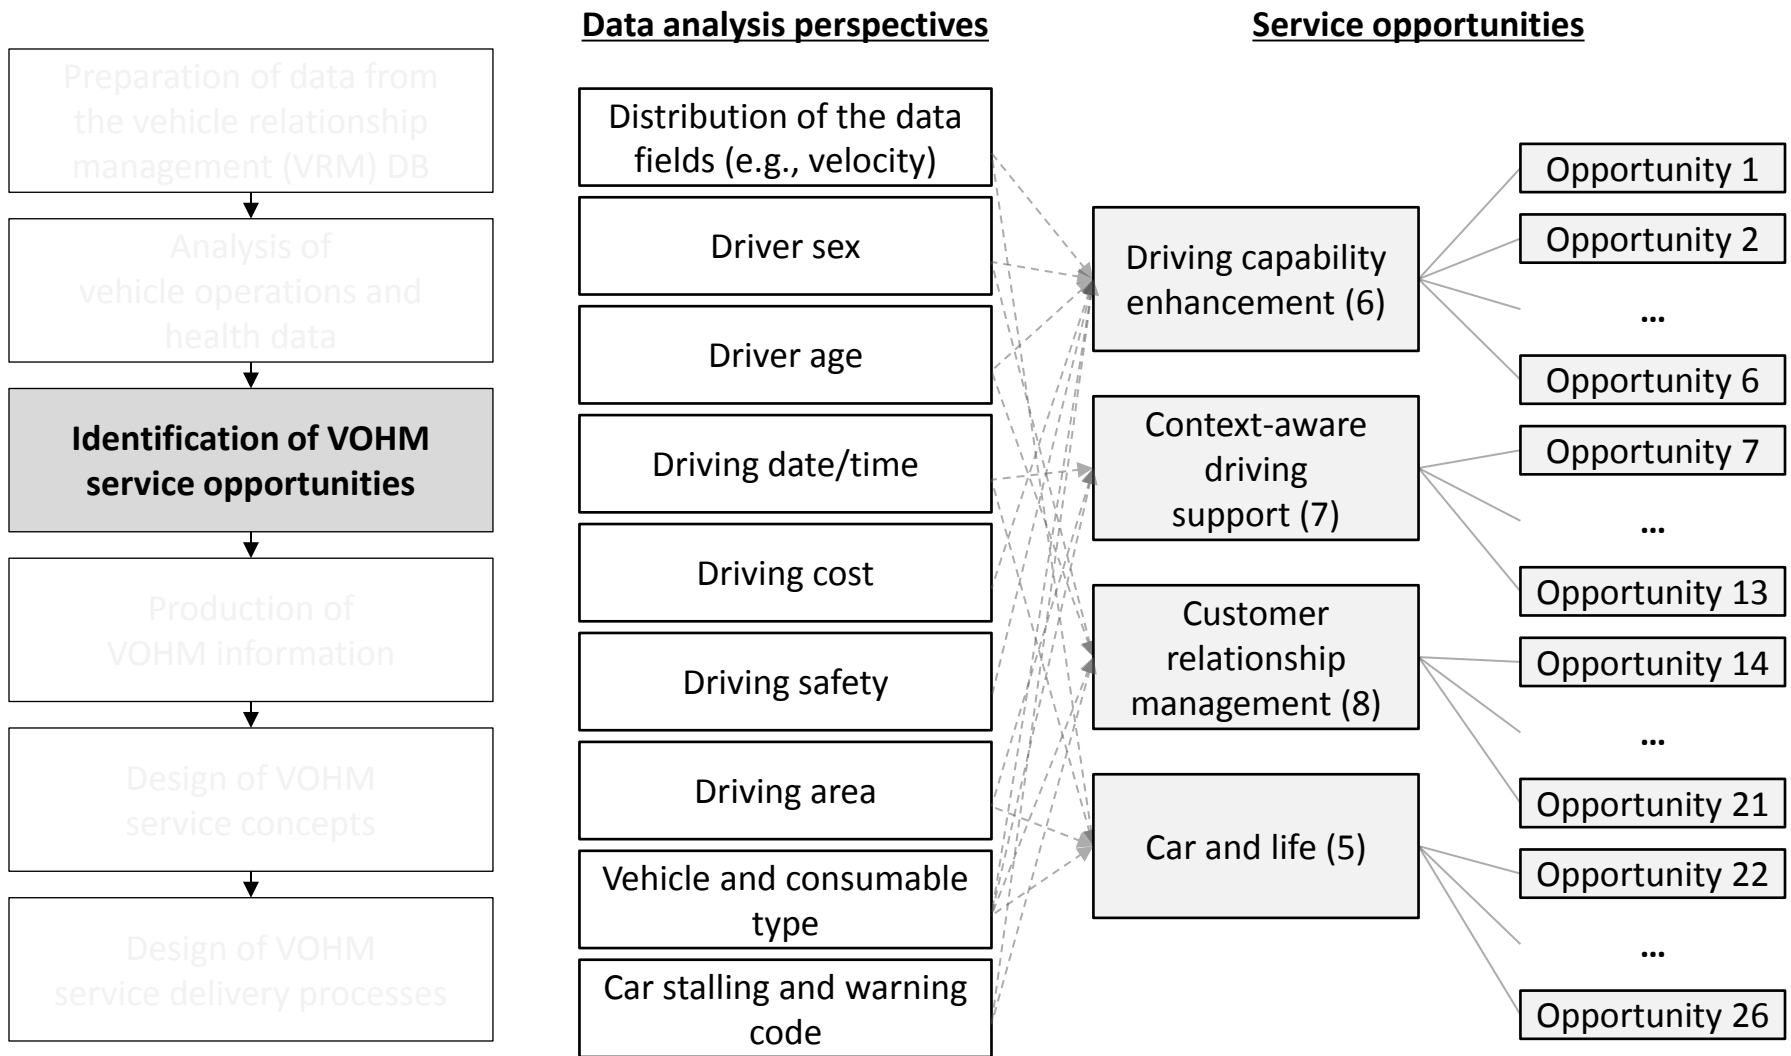 Data analysis perspectives
Service opportunities
Preparation of data from
the vehicle relationship
management (VRM) DB
Analysis of
vehicle operations and
health data
Identification of VOHM
service opportunities
Production of
VOHM information
Design of VOHM
service concepts
Design of VOHM
service delivery processes
Distribution of the data
fields (e.g., velocity)
Driver sex
Driver age
Driving date/time
Driving cost
Driving safety
Driving area
Vehicle and consumable
type
Car stalling and warning
code
Driving capability
enhancement (6)
Context-aware
driving
support (7)
Customer
relationship
management (8)
Car and life (5)
Opportunity 1
Opportunity 2
...
Opportunity 6
Opportunity 7
...
Opportunity 13
Opportunity 14
...
Opportunity 21
Opportunity 22
...
Opportunity 26